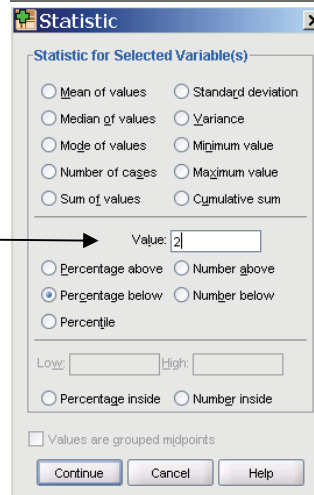 Statistic
Statistic for Selected Variable(s)
Mean of values Standard deviation
Median of values Variance
Mode of values Minimum value
Number of cases Maximum value
Sum of values Cumulative sum
Value: 2
Percentage above Number above
Percentage below Number below
Percentile
Low: High:
Percentage inside Number inside
Values are grouped midpoints
Continue Cancel Help